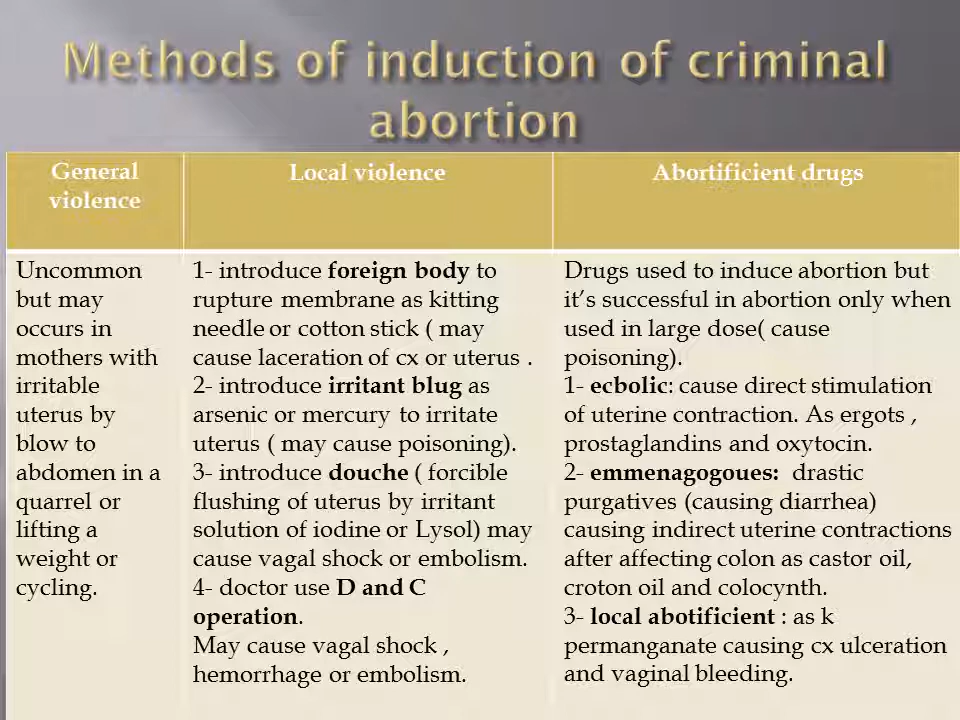 Methods of induction of criminal
abortion
General
violence
Local violence
Abortificient drugs
Uncommon
but may
occurs in
mothers with
irritable
uterus by
blow to
abdomen in a
quarrel or
lifting a
weight or
cycling.
1- introduce foreign body to
rupture membrane as kitting
needle or cotton stick ( may
cause laceration of cx or uterus .
2- introduce irritant blug as
arsenic or mercury to irritate
uterus ( may cause poisoning).
3- introduce douche ( forcible
flushing of uterus by irritant
solution of iodine or Lysol) may
cause vagal shock or embolism.
4- doctor use D and C
operation.
May cause vagal shock ,
hemorrhage or embolism.
Drugs used to induce abortion but
it's successful in abortion only when
used in large dose( cause
poisoning).
1- ecbolic: cause direct stimulation
of uterine contraction. As ergots ,
prostaglandins and oxytocin.
2- emmenagogoues: drastic
purgatives (causing diarrhea)
causing indirect uterine contractions
after affecting colon as castor oil,
croton oil and colocynth.
3- local abotificient : as k
permanganate causing cx ulceration
and vaginal bleeding.